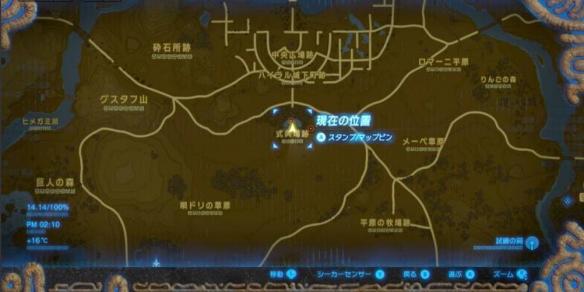 砕石所跡
中央広場跡
ハイラル城下町跡
ロマーニ平原
りんごの森
グスタフ山
ヒメガミ川
現在の位置
スタンプ/マップピン
式典場跡
メーベ草原
巨人の森
唄ドリの草原
平原の牧場跡
14.14/100%
PM 02:10
+16℃
試練の祠
移動 L
シーカーセンサー Y
戻る B
選ぶ
ズーム